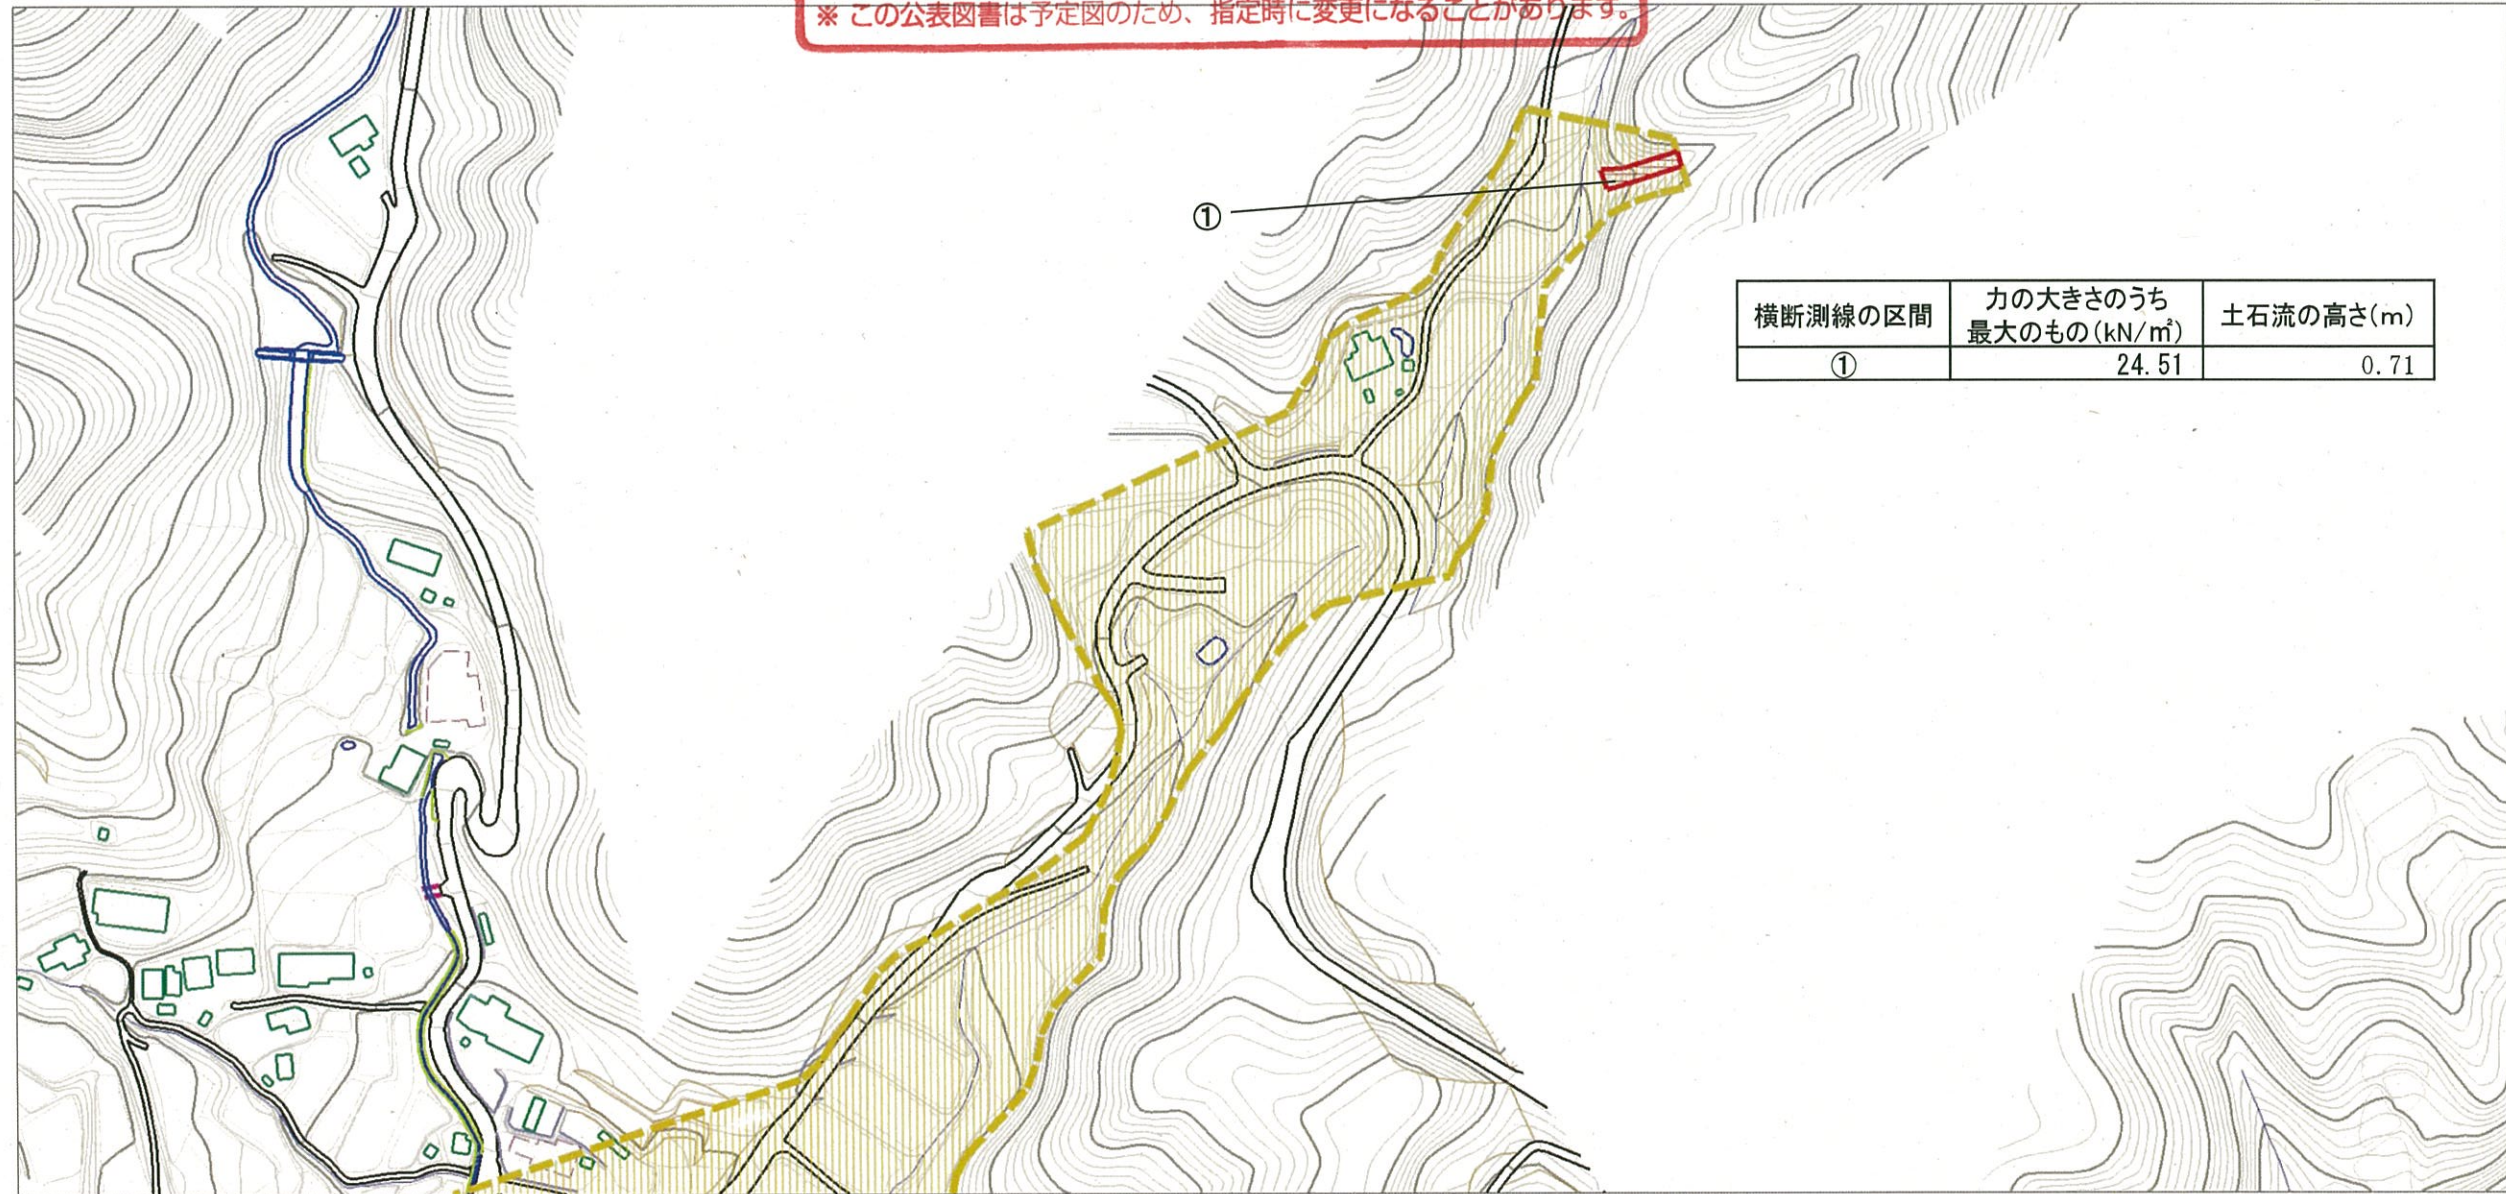 ※ この公表図書は予定図のため、指定時に変更になることがあります。
①
横断測線の区間 力の大きさのうち最大のもの(kN/㎡) 土石流の高さ(m)
① 24.51 0.71